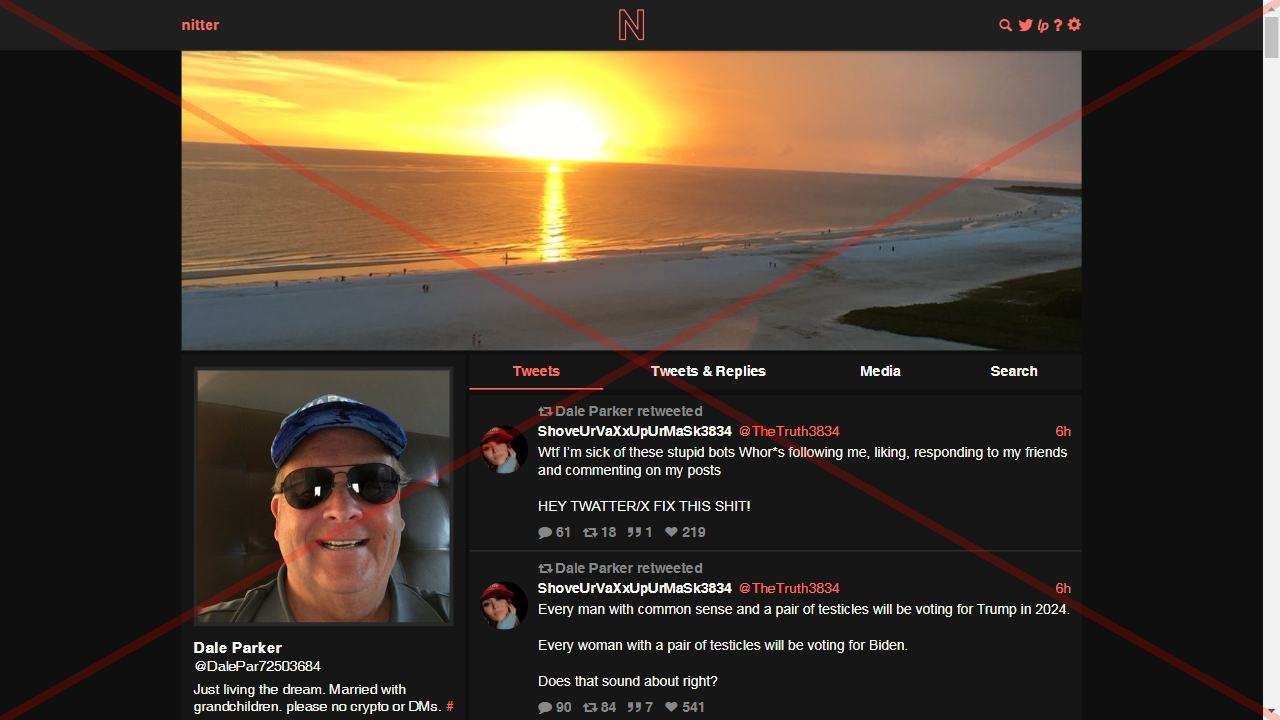 nitter
N
lp ?
Tweets
Tweets & Replies
Media
Search
Dale Parker retweeted
ShoveUrVaXxUpUrMaSk3834 @TheTruth3834 6h
Wtf I'm sick of these stupid bots Whor*s following me, liking, responding to my friends
and commenting on my posts
HEY TWATTER/X FIX THIS SHIT!
61 18 1 219
Dale Parker retweeted
ShoveUrVaXxUpUrMaSk3834 @TheTruth3834 6h
Every man with common sense and a pair of testicles will be voting for Trump in 2024.
Every woman with a pair of testicles will be voting for Biden.
Does that sound about right?
90 84 7 541
Dale Parker
@DalePar72503684
Just living the dream. Married with
grandchildren. please no crypto or DMs. #